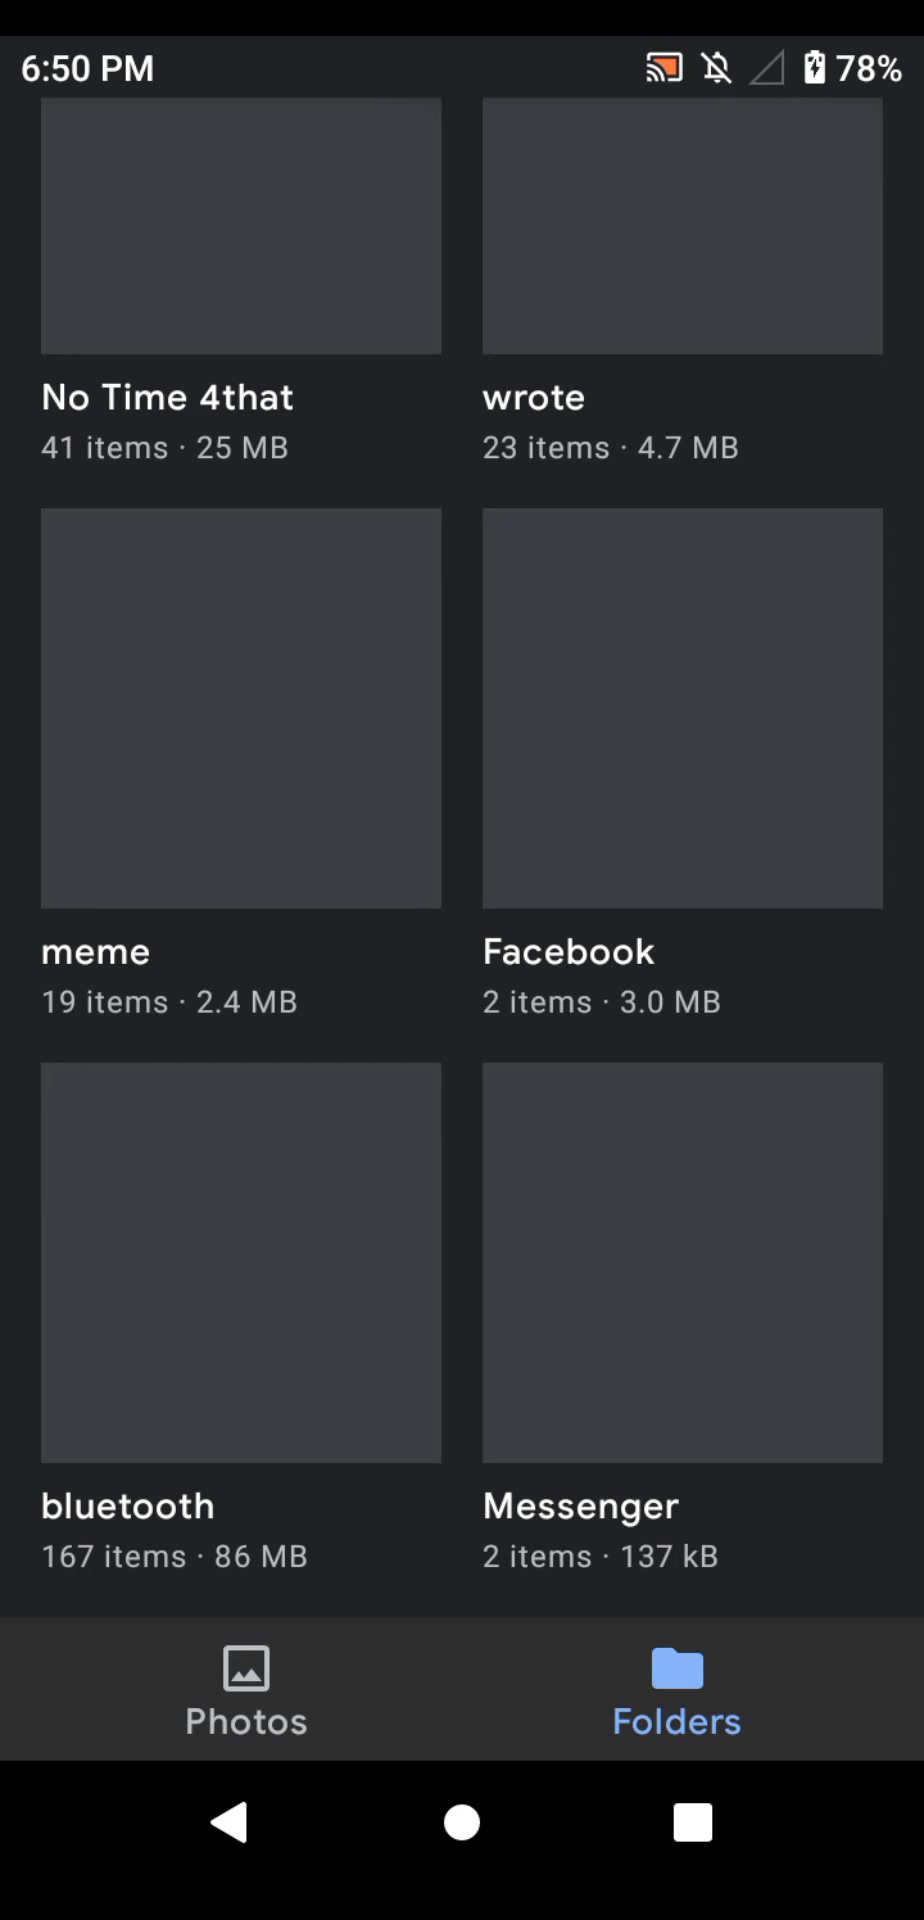 6:50 PM 78%
No Time 4that
41 items · 25 MB
wrote
23 items · 4.7 MB
meme
19 items · 2.4 MB
Facebook
2 items · 3.0 MB
bluetooth
167 items · 86 MB
Messenger
2 items · 137 kB
Photos
Folders